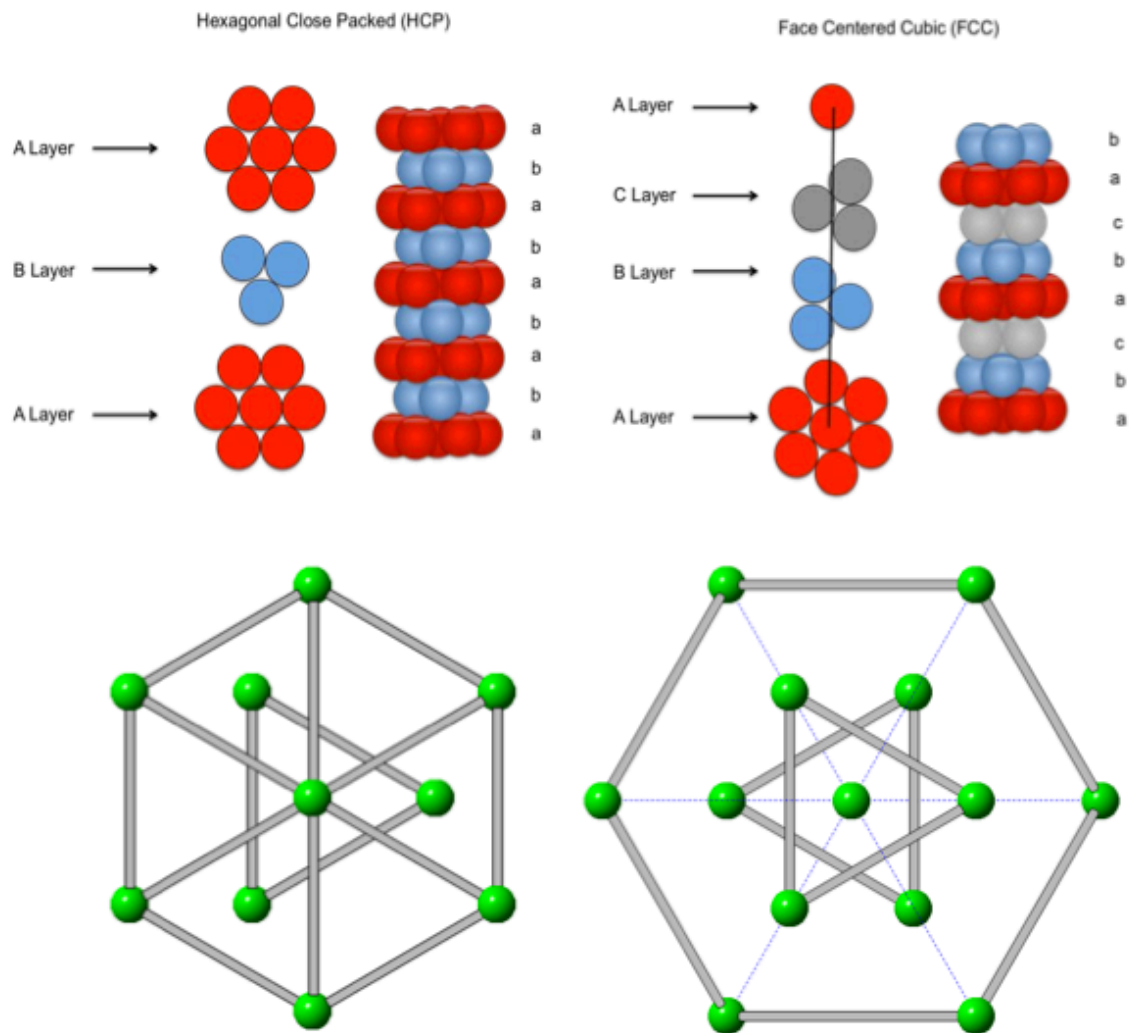 Hexagonal Close Packed (HCP)
A Layer
B Layer
A Layer
a
b
a
b
a
b
a
b
a
Face Centered Cubic (FCC)
A Layer
C Layer
B Layer
A Layer
b
a
c
b
a
c
b
a